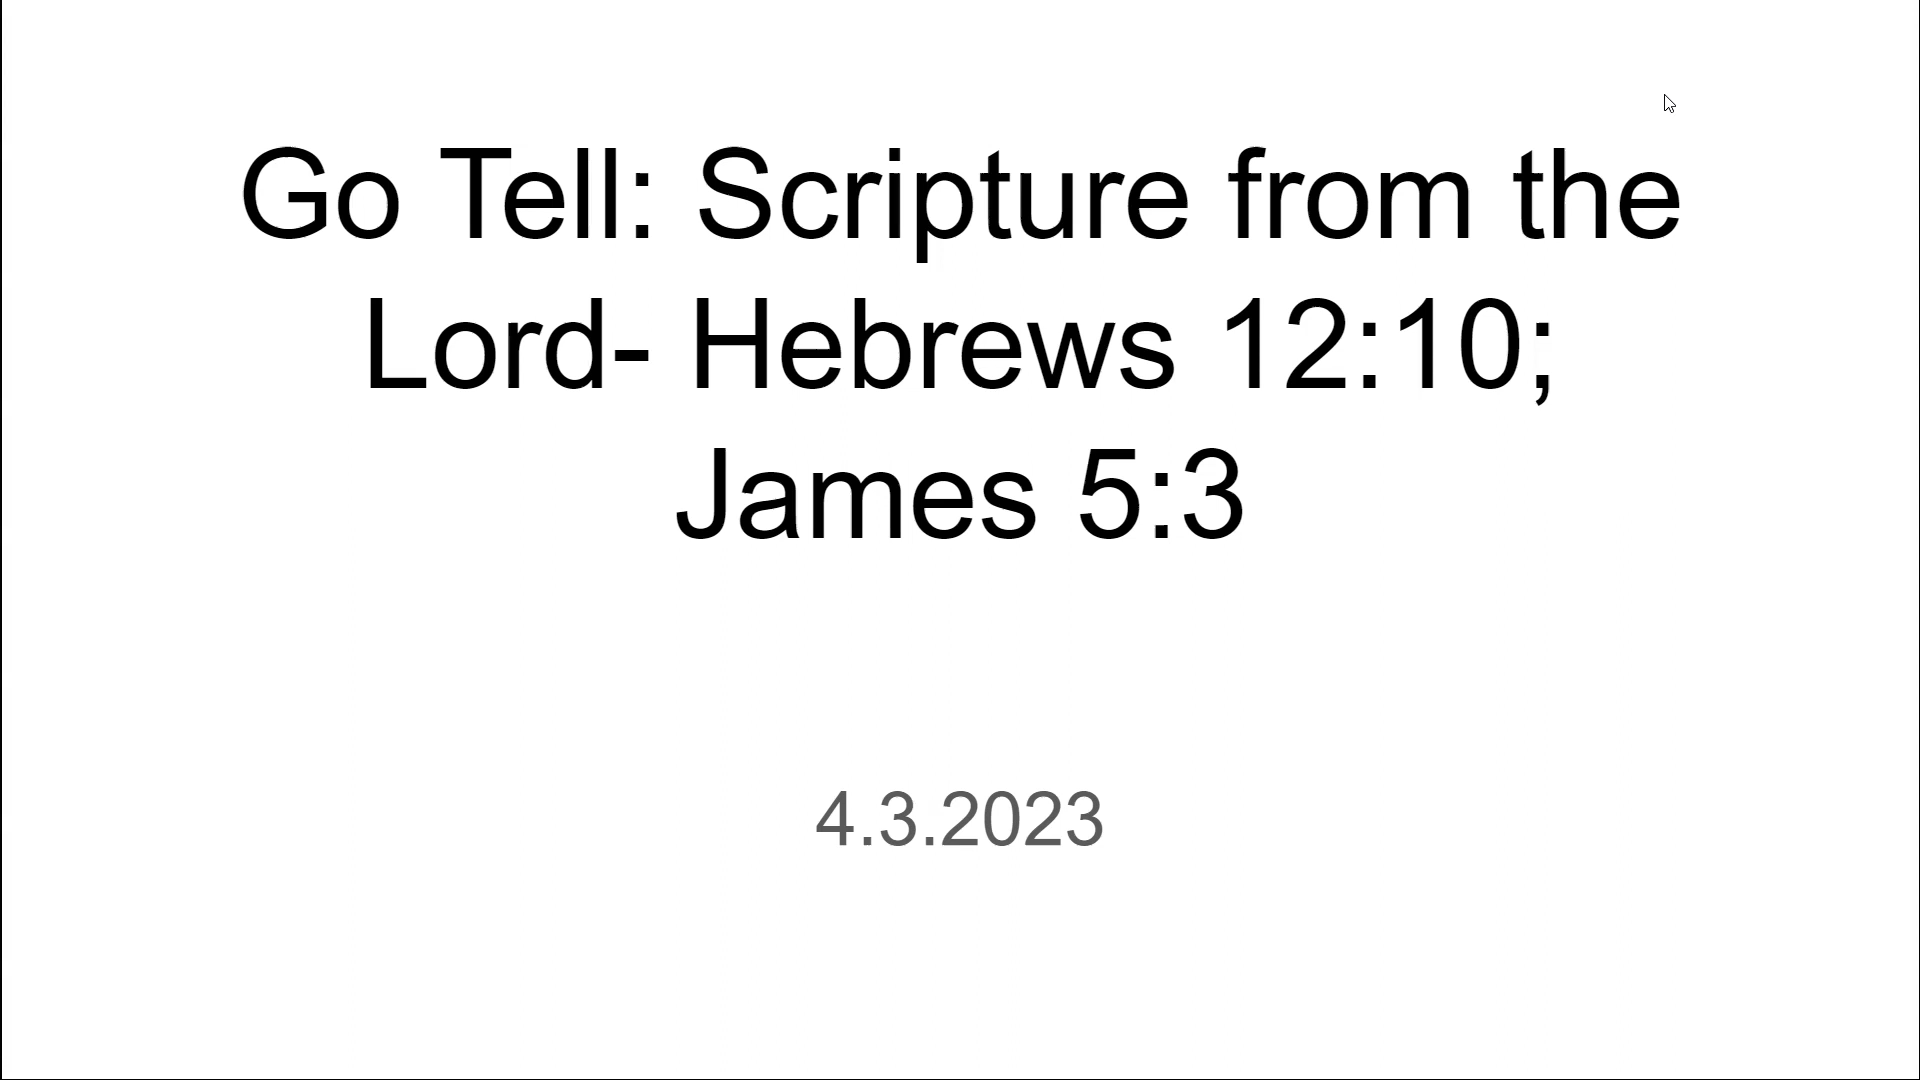 Go Tell: Scripture from the
Lord- Hebrews 12:10;
James 5:3
4.3.2023